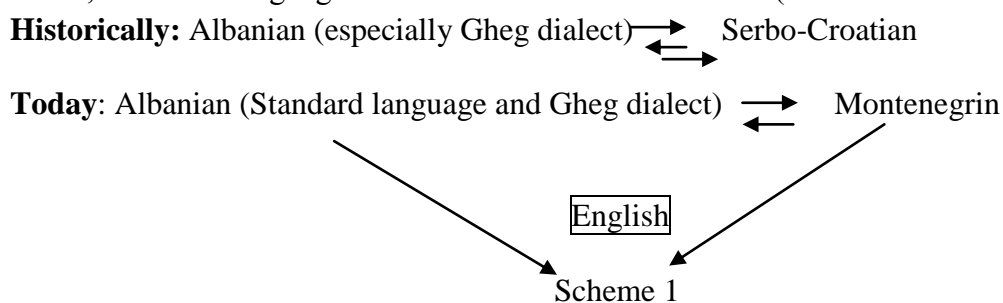 Historically: Albanian (especially Gheg dialect) Serbo-Croatian
Today: Albanian (Standard language and Gheg dialect) Montenegrin
English
Scheme 1